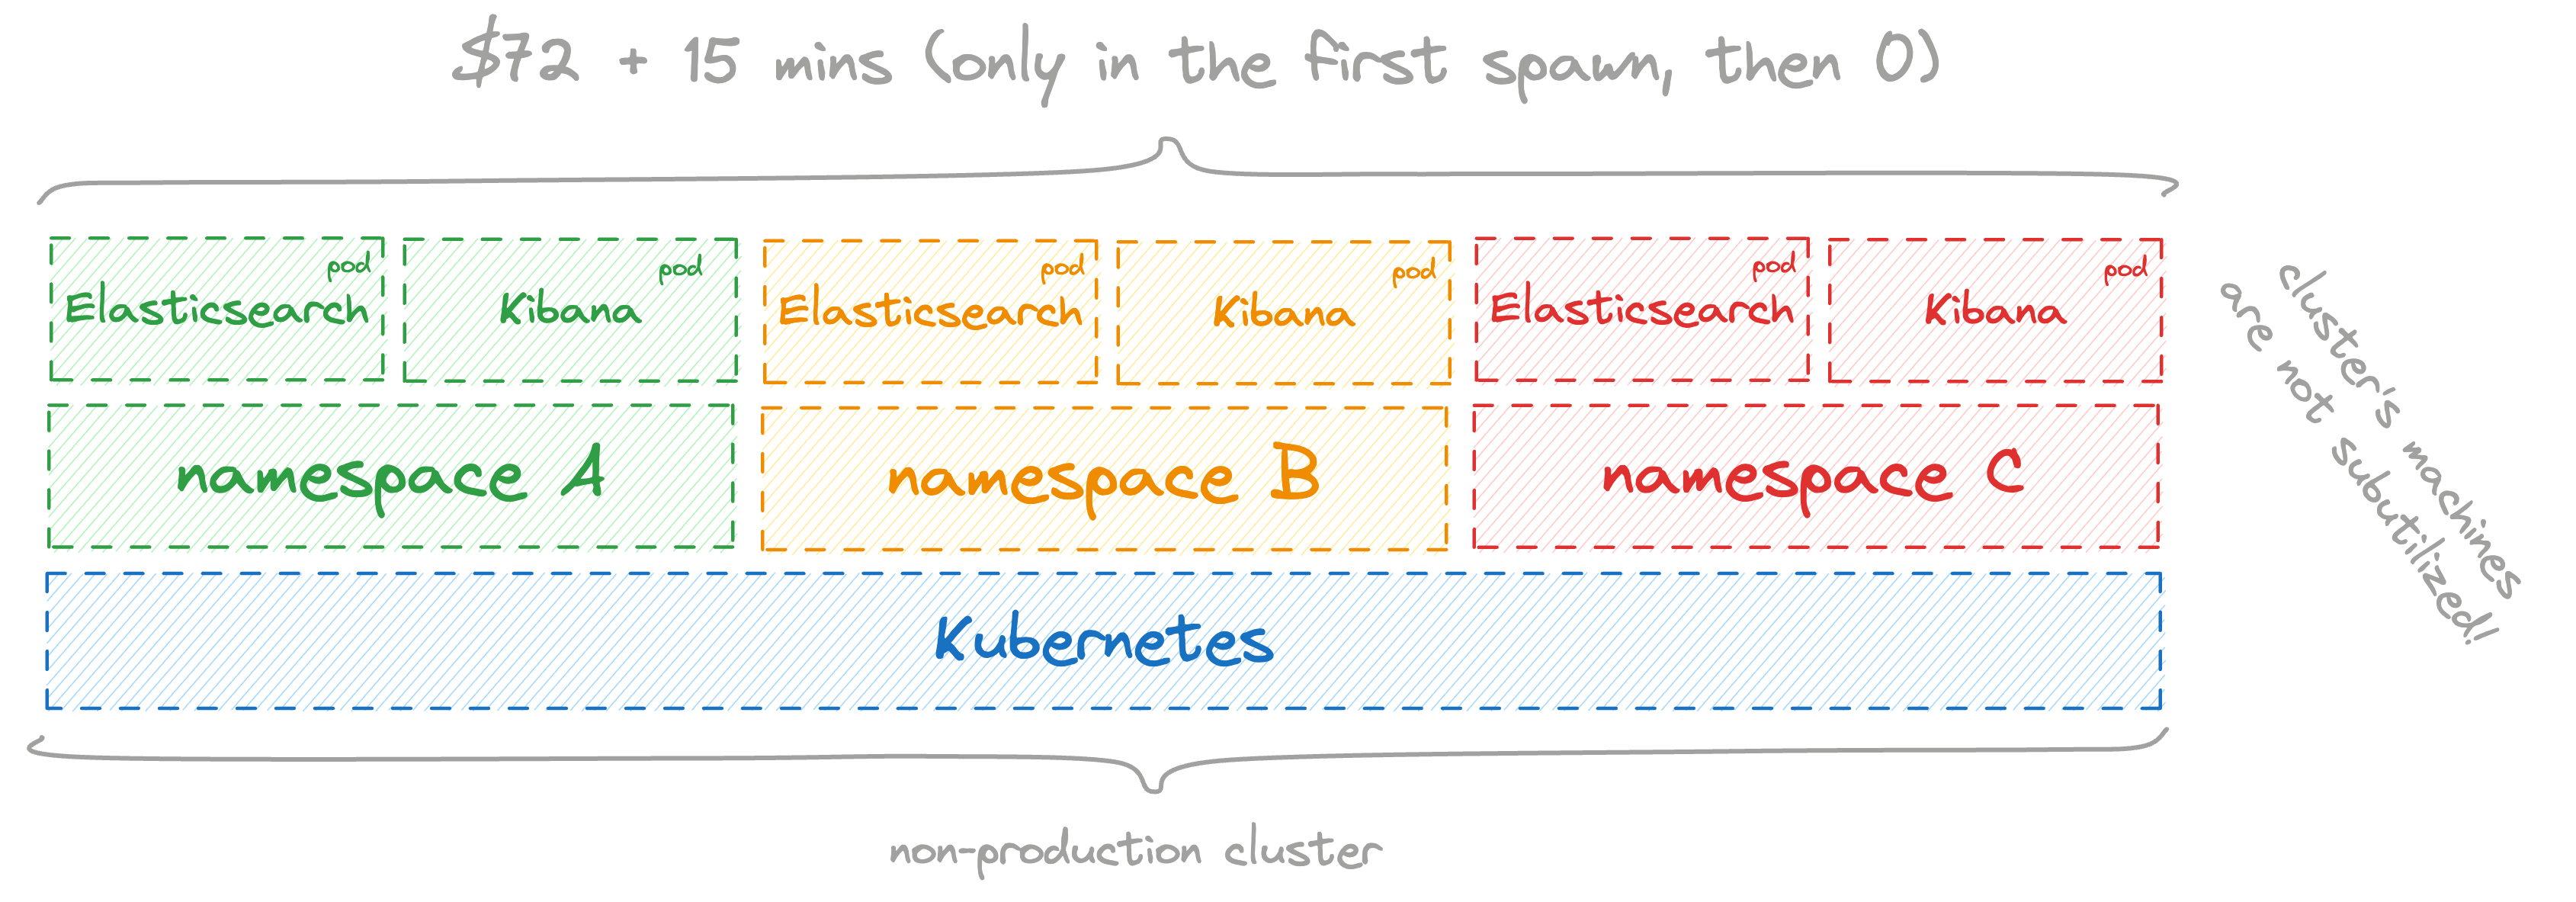 $72 + 15 mins (only in the first spawn, then 0)
pod
Elasticsearch
pod
Kibana
pod
Elasticsearch
pod
Kibana
pod
Elasticsearch
pod
Kibana
cluster's machines
are not subutilized!
namespace A
namespace B
namespace C
Kubernetes
non-production cluster